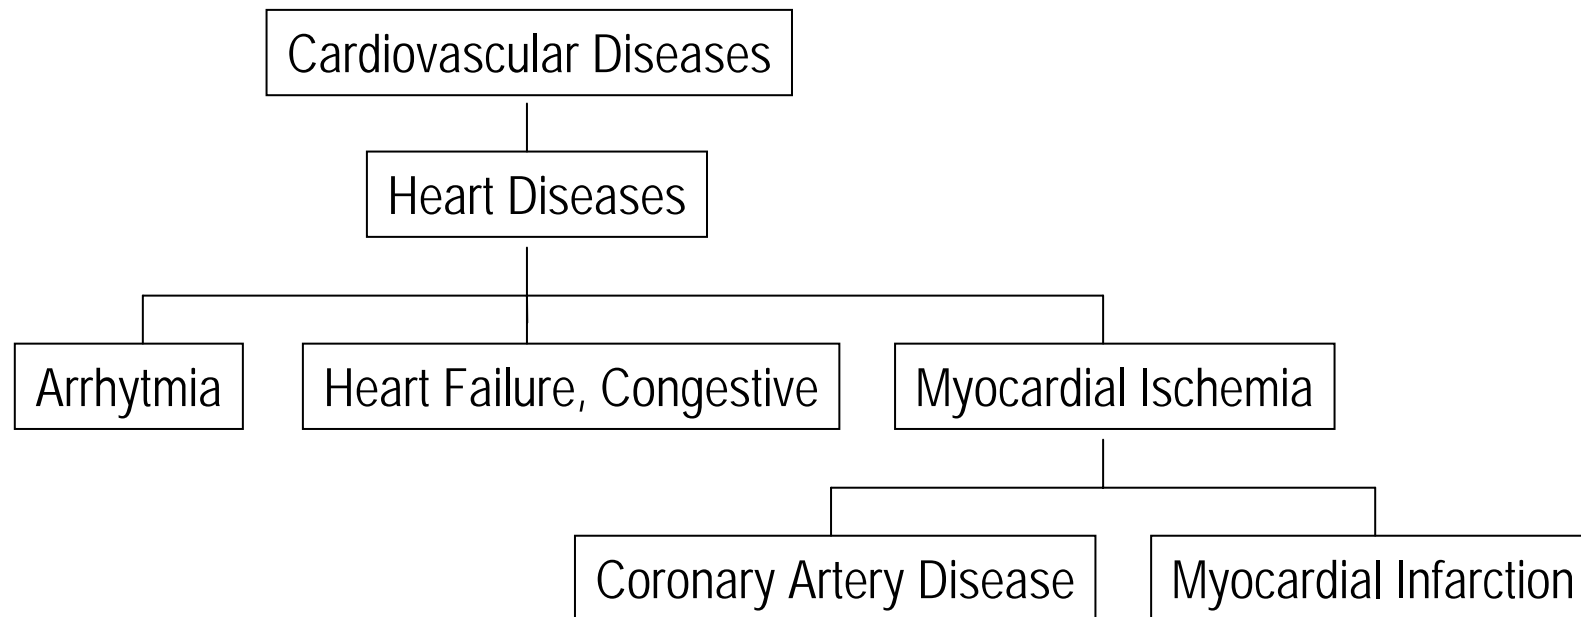 Cardiovascular Diseases
Heart Diseases
Arrhytmia
Heart Failure, Congestive
Myocardial Ischemia
Coronary Artery Disease
Myocardial Infarction